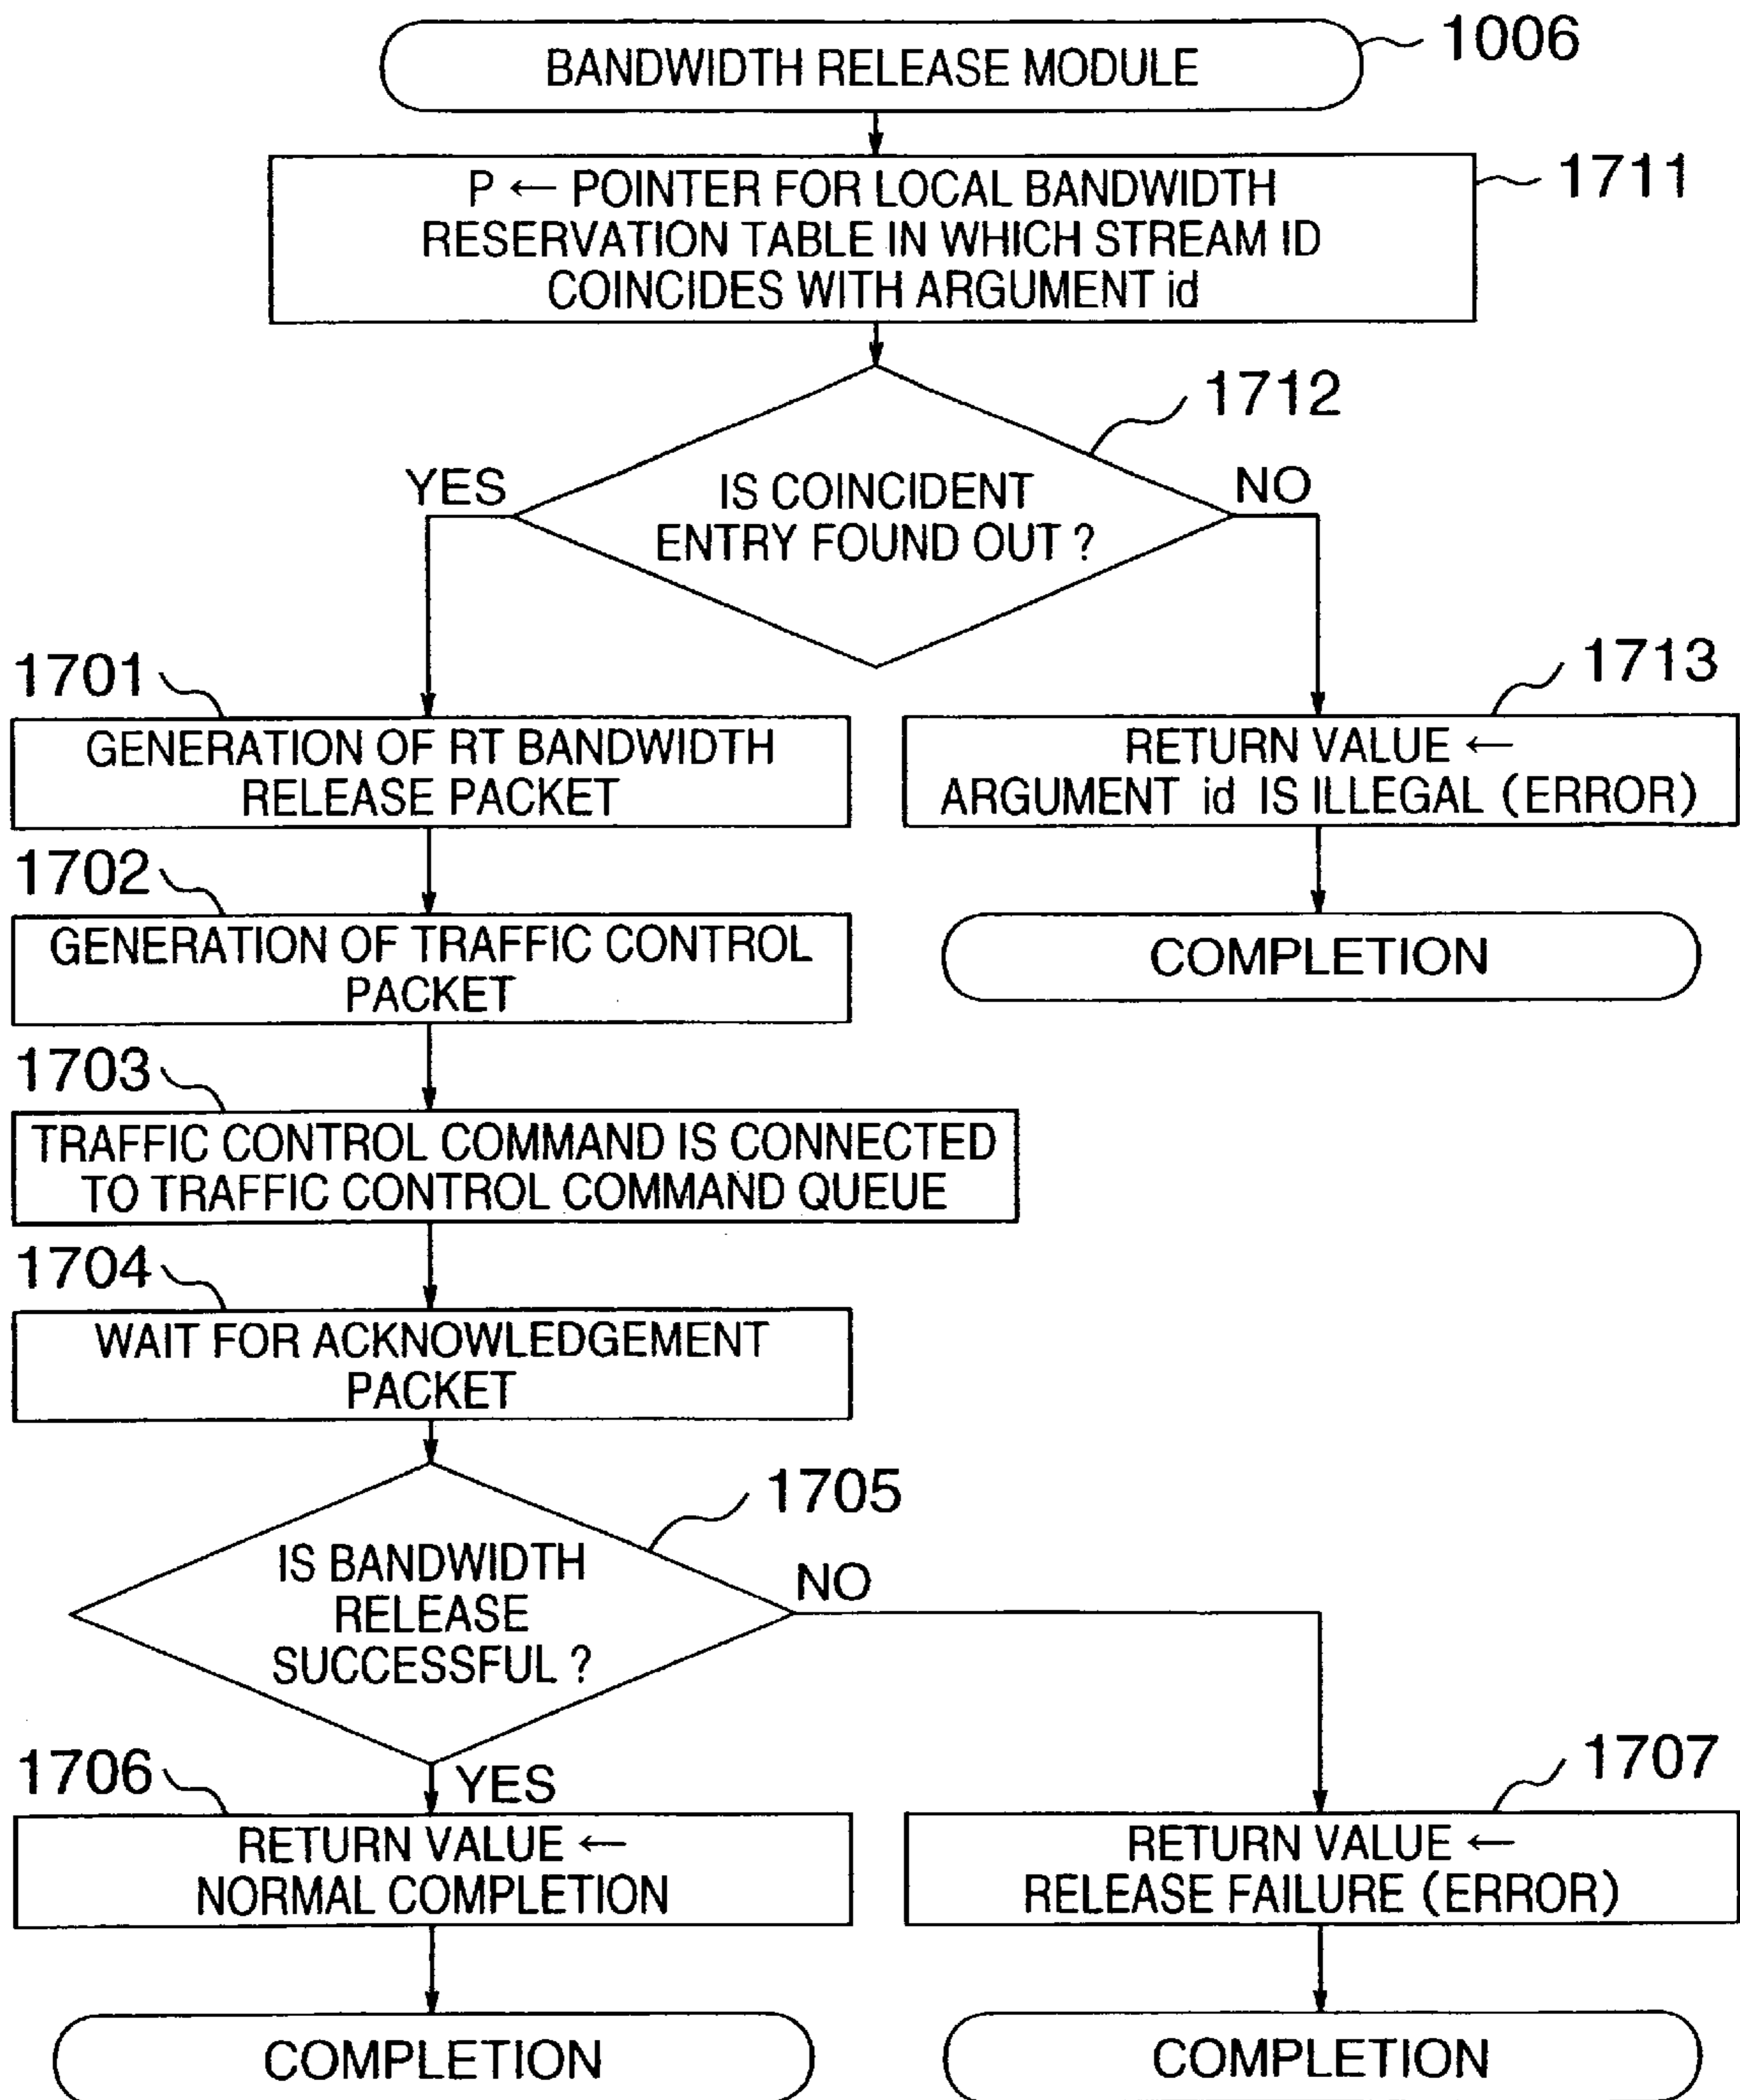 BANDWIDTH RELEASE MODULE
1006
P ← POINTER FOR LOCAL BANDWIDTH
RESERVATION TABLE IN WHICH STREAM ID
COINCIDES WITH ARGUMENT id
1711
1712
YES
IS COINCIDENT
ENTRY FOUND OUT ?
NO
1701
GENERATION OF RT BANDWIDTH
RELEASE PACKET
1713
RETURN VALUE ←
ARGUMENT id IS ILLEGAL (ERROR)
1702
GENERATION OF TRAFFIC CONTROL
PACKET
COMPLETION
1703
TRAFFIC CONTROL COMMAND IS CONNECTED
TO TRAFFIC CONTROL COMMAND QUEUE
1704
WAIT FOR ACKNOWLEDGEMENT
PACKET
1705
IS BANDWIDTH
RELEASE
SUCCESSFUL ?
NO
YES
1706
RETURN VALUE ←
NORMAL COMPLETION
1707
RETURN VALUE ←
RELEASE FAILURE (ERROR)
COMPLETION
COMPLETION